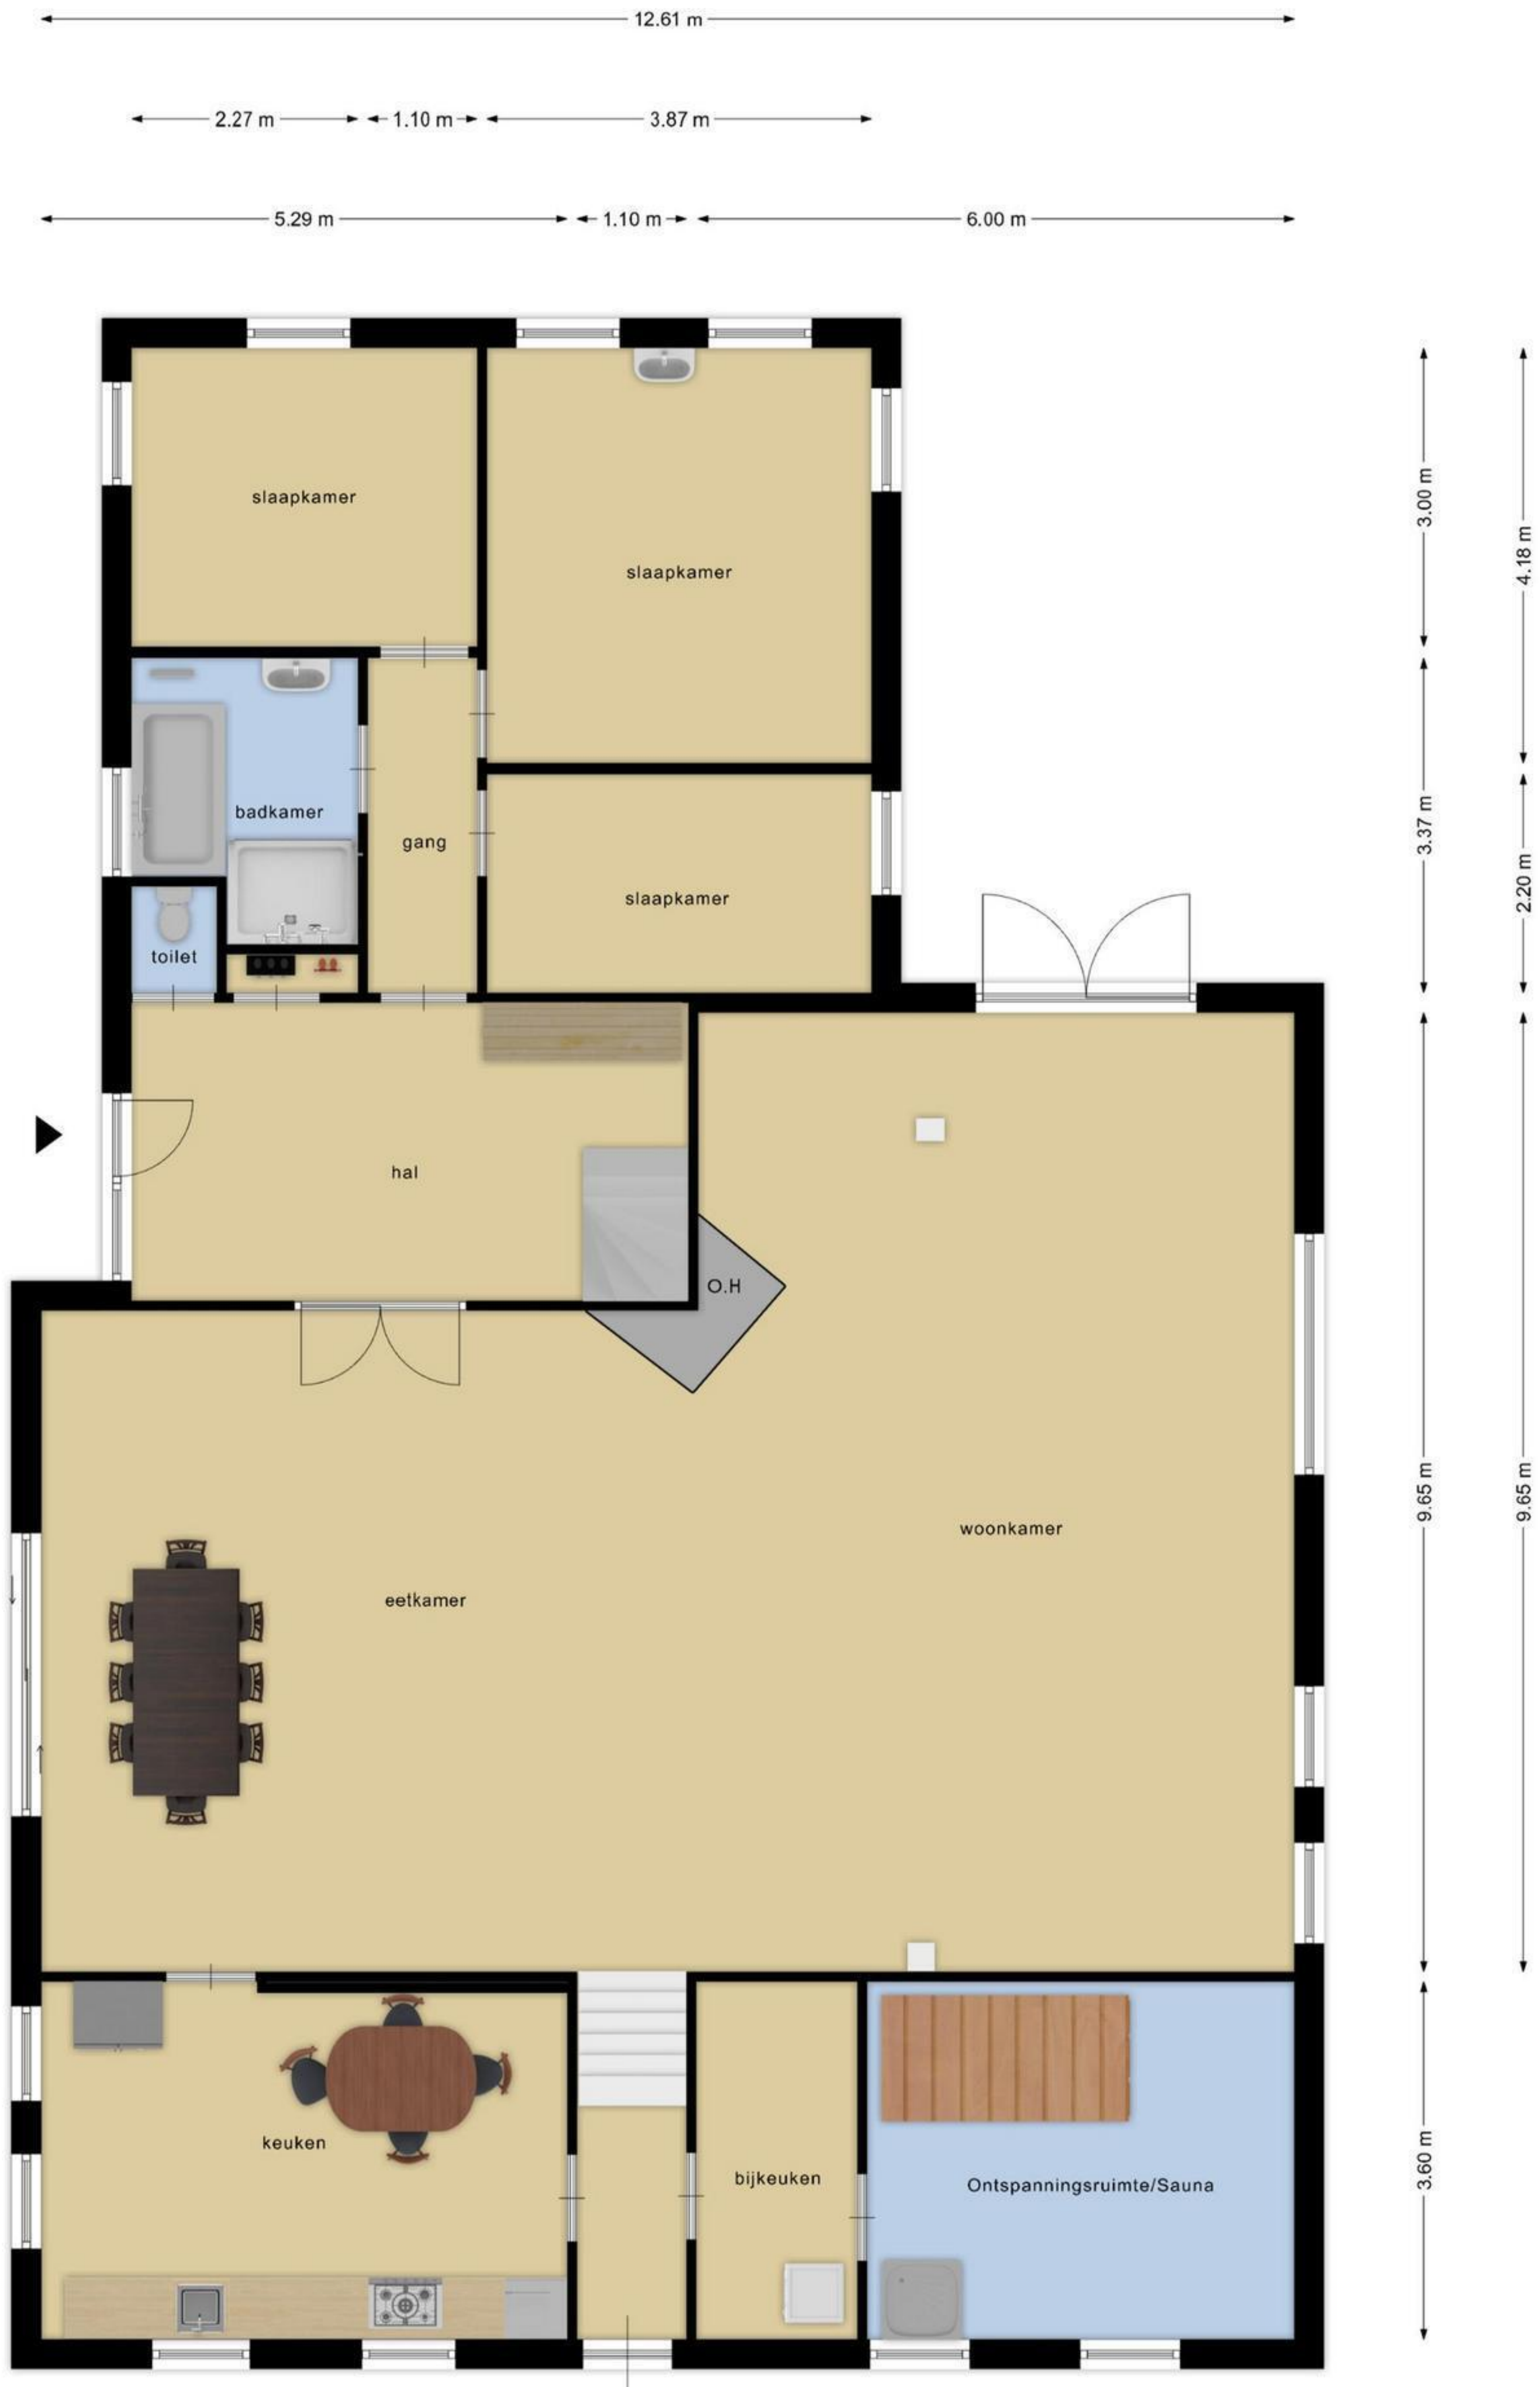 12.61 m
2.27 m
1.10 m
3.87 m
5.29 m
1.10 m
6.00 m
slaapkamer
3.00 m
4.18 m
slaapkamer
badkamer
gang
3.37 m
slaapkamer
2.20 m
toilet
hal
O.H
woonkamer
9.65 m
9.65 m
eetkamer
keuken
bijkeuken
Ontspanningsruimte/Sauna
3.60 m